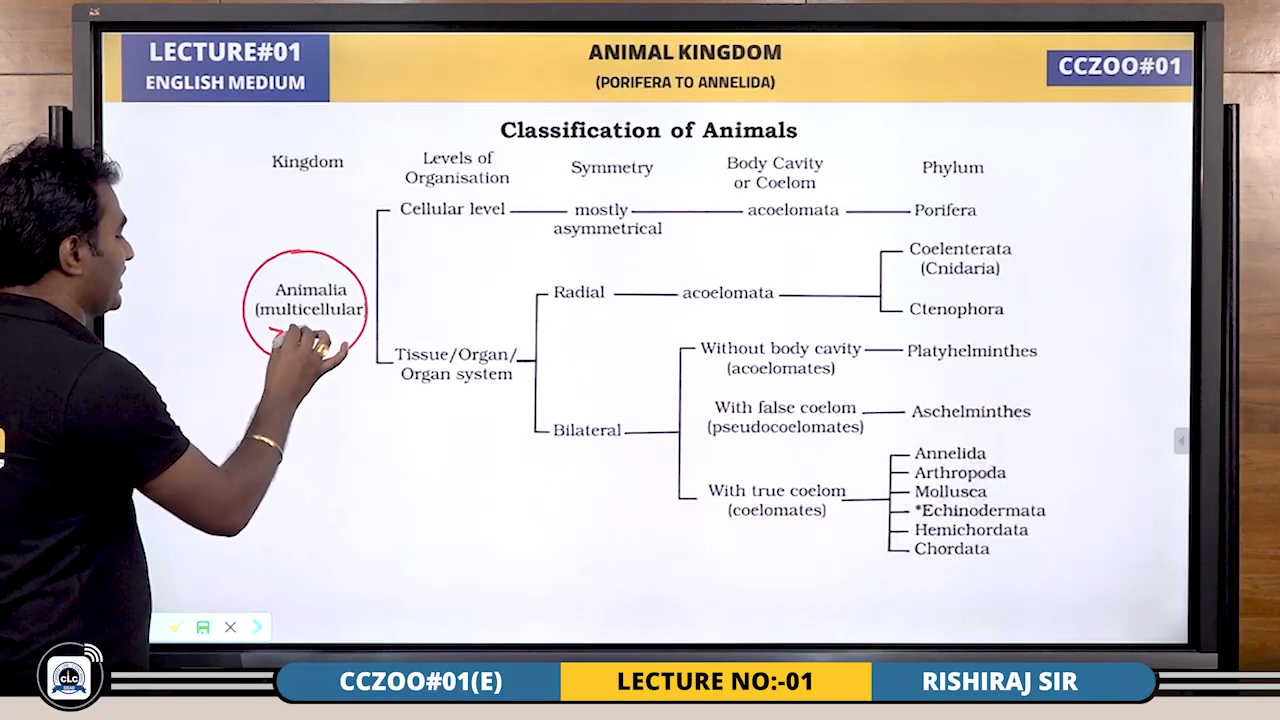 LECTURE#01
ENGLISH MEDIUM
ANIMAL KINGDOM
(PORIFERA TO ANNELIDA)
CCZOO#01
Classification of Animals
Kingdom
Levels of
Organisation
Symmetry
Body Cavity
or Coelom
Phylum
Cellular level
mostly
asymmetrical
acoelomata
Porifera
Animalia
(multicellular
Tissue/Organ/
Organ system
Radial
acoelomata
Coelenterata
(Cnidaria)
Ctenophora
Bilateral
Without body cavity
(acoelomates)
Platyhelminthes
With false coelom
(pseudocoelomates)
Aschelminthes
With true coelom
(coelomates)
Annelida
Arthropoda
Mollusca
*Echinodermata
Hemichordata
Chordata
CLC
SIKAR
CCZOO#01(E)
LECTURE NO:-01
RISHIRAJ SIR